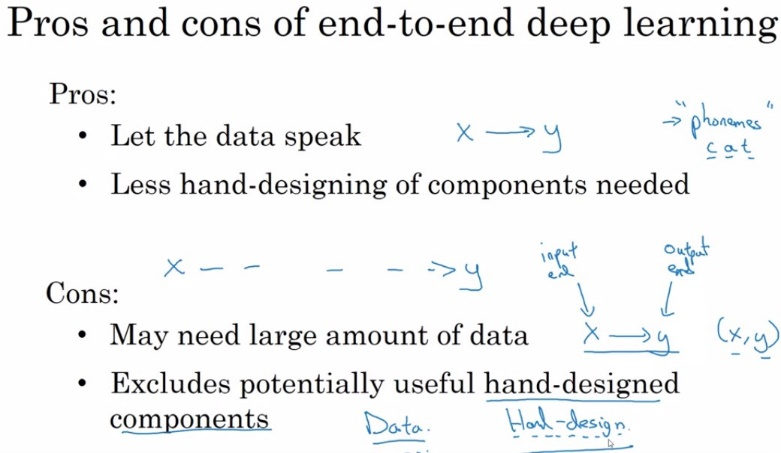 Pros and cons of end-to-end deep learning
Pros:
• Let the data speak
x → y
→ "phonemes"
c a t
• Less hand-designing of components needed
x - - - - -> y
input end
output end
Cons:
• May need large amount of data
x → y
(x, y)
• Excludes potentially useful hand-designed
components
Data.
Hand-design.